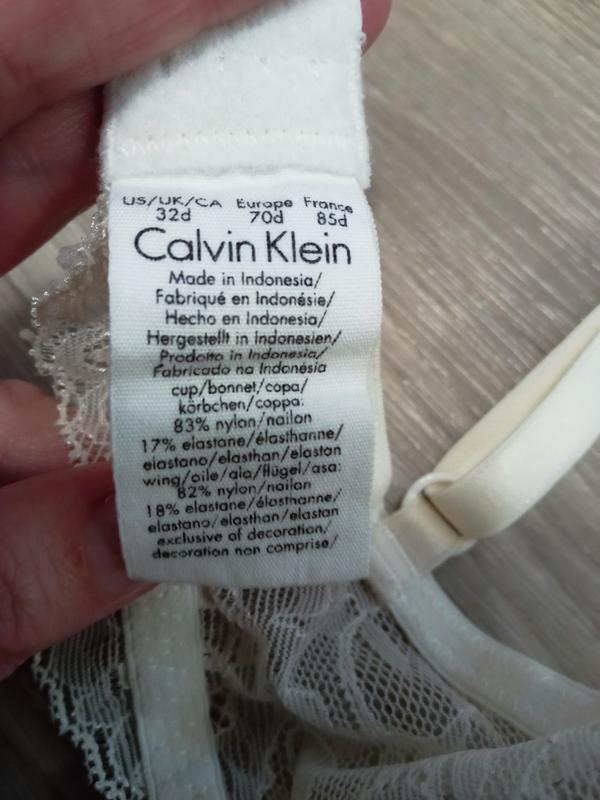 US/UK/CA Europe France
32d 70d 85d
Calvin Klein
Made in Indonesia/
Fabriqué en Indonésie/
Hecho en Indonesia/
Hergestellt in Indonesien/
Prodotto in Indonesia/
Fabricado na Indonésia
cup/bonnet/copa/
körbchen/coppa:
83% nylon/nailon
17% elastane/élasthanne/
elastano/elasthan/elastan
wing/aile/ala/flügel/asa:
82% nylon/nailon
18% elastane/élasthanne/
elastano/elasthan/elastan
exclusive of decoration/
decoration non comprise/